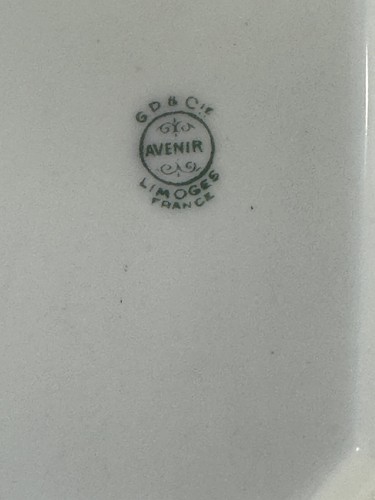 GD & Cie
AVENIR
LIMOGES
FRANCE